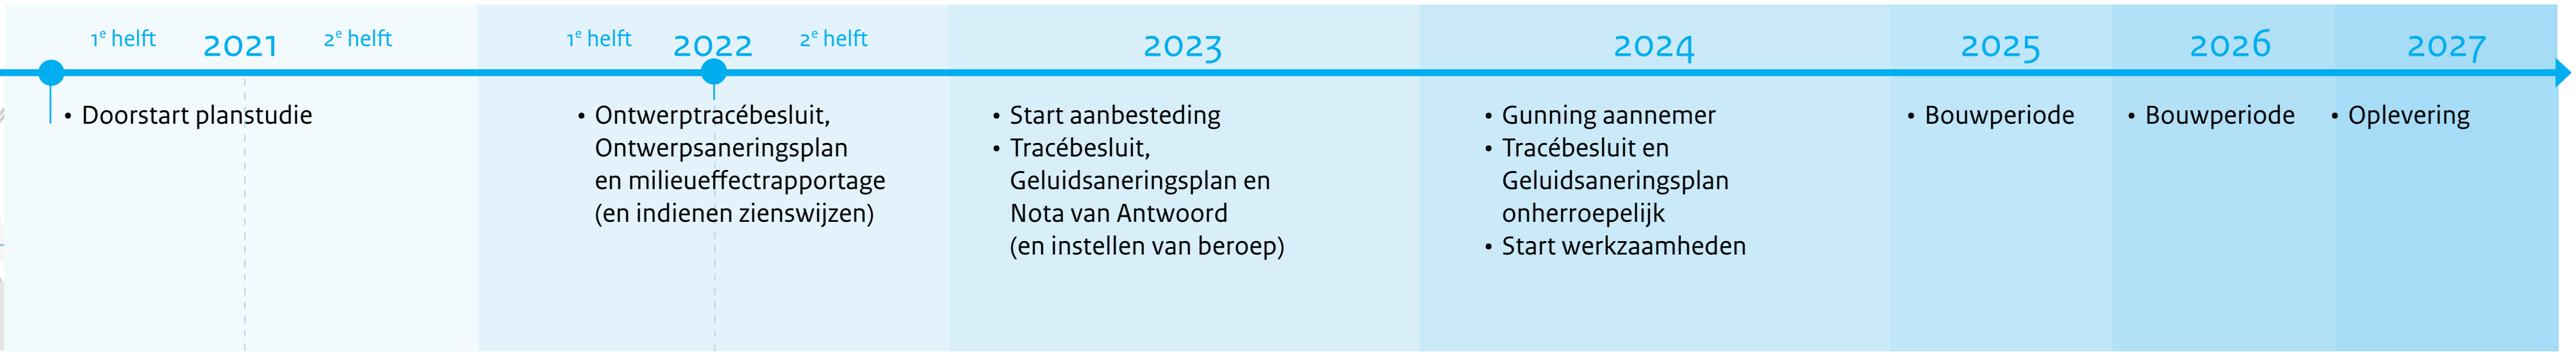 1e helft 2021 2e helft
1e helft 2022 2e helft
2023
2024
2025
2026
2027
• Doorstart planstudie
• Ontwerptracébesluit,
Ontwerpsaneringsplan
en milieueffectrapportage
(en indienen zienswijzen)
• Start aanbesteding
• Tracébesluit,
Geluidsaneringsplan en
Nota van Antwoord
(en instellen van beroep)
• Gunning aannemer
• Tracébesluit en
Geluidsaneringsplan
onherroepelijk
• Start werkzaamheden
• Bouwperiode
• Bouwperiode
• Oplevering